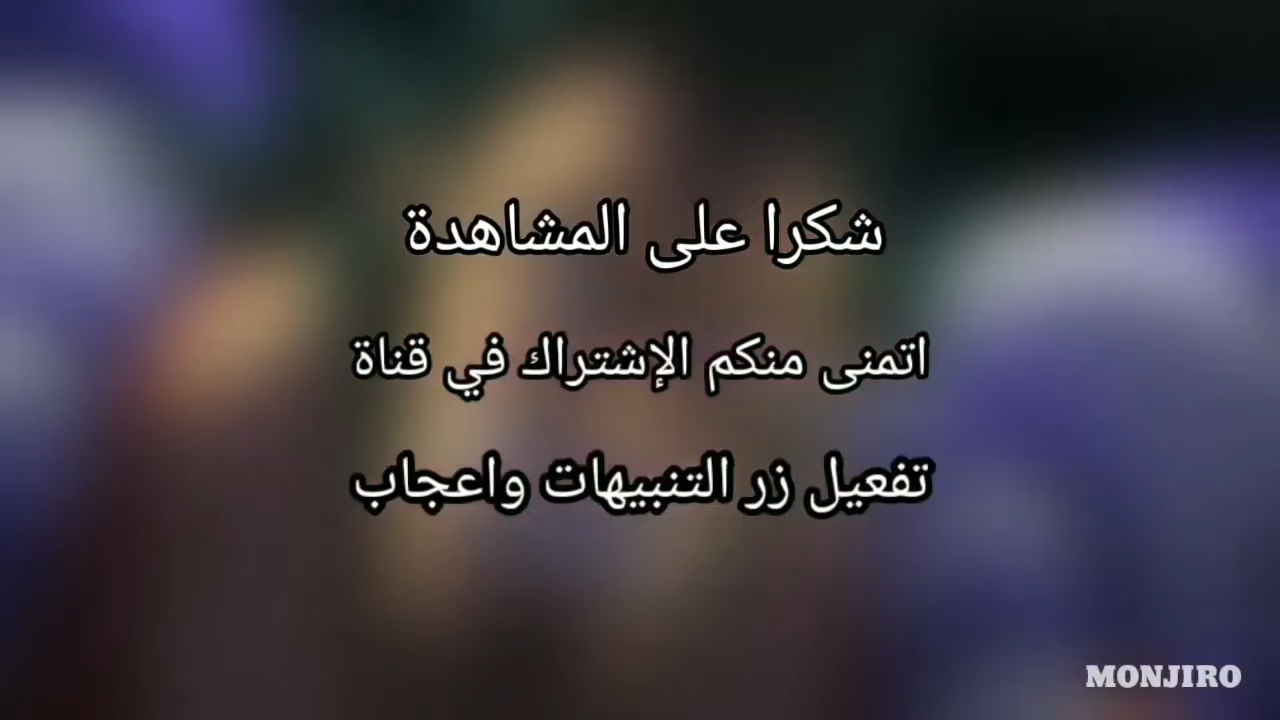 شكرا على المشاهدة
اتمنى منكم الإشتراك في قناة
تفعيل زر التنبيهات واعجاب
MONJIRO